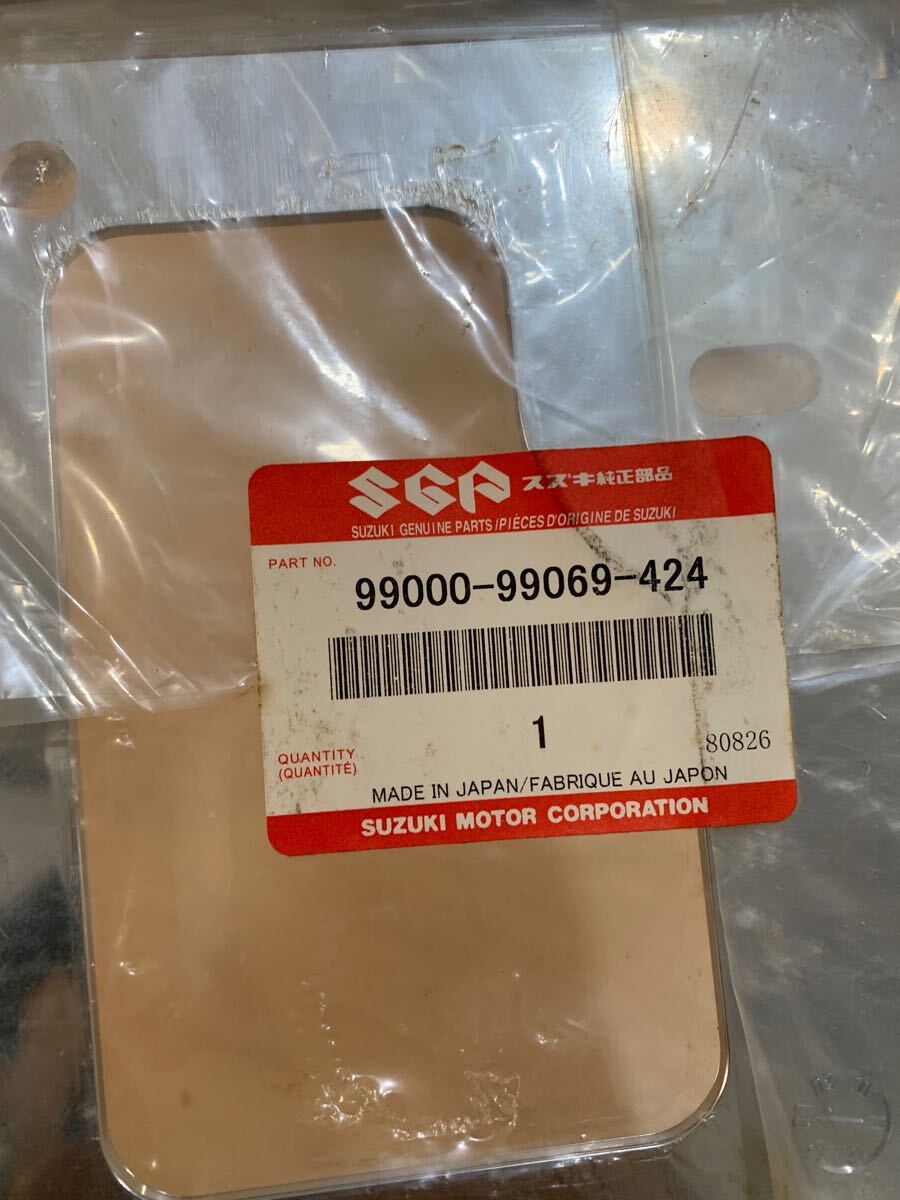 SGP スズキ純正部品
SUZUKI GENUINE PARTS/PIÈCES D'ORIGINE DE SUZUKI
PART NO.
99000-99069-424
1
80826
QUANTITY
(QUANTITÉ)
MADE IN JAPAN/FABRIQUE AU JAPON
SUZUKI MOTOR CORPORATION